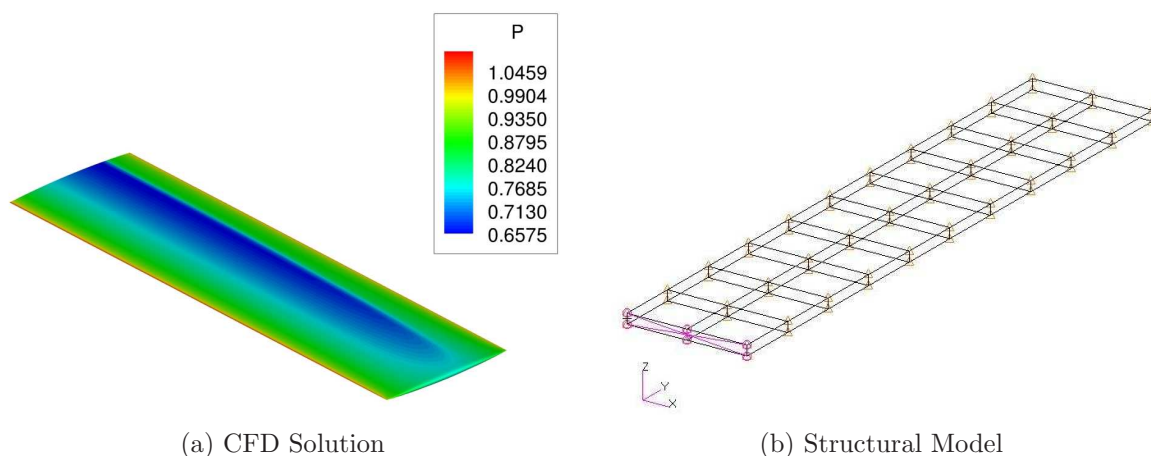 P
1.0459
0.9904
0.9350
0.8795
0.8240
0.7685
0.7130
0.6575
Z
Y
X
(a) CFD Solution
(b) Structural Model